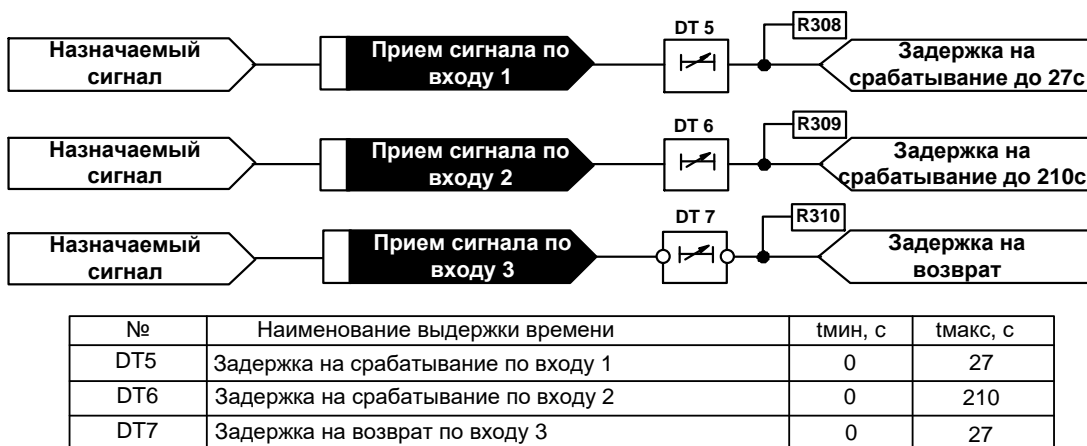 DT 5
R308
Назначаемый
сигнал
Прием сигнала по
входу 1
Задержка на
срабатывание до 27с
DT 6
R309
Назначаемый
сигнал
Прием сигнала по
входу 2
Задержка на
срабатывание до 210с
DT 7
R310
Назначаемый
сигнал
Прием сигнала по
входу 3
Задержка на
возврат
№ Наименование выдержки времени tмин, с tмакс, с
DT5 Задержка на срабатывание по входу 1 0 27
DT6 Задержка на срабатывание по входу 2 0 210
DT7 Задержка на возврат по входу 3 0 27